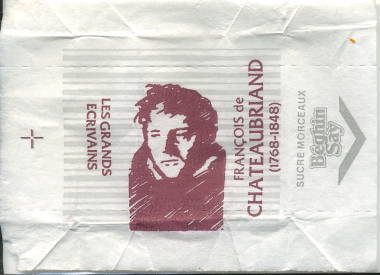 LES GRANDS
ECRIVAINS
FRANÇOIS de
CHATEAUBRIAND
(1768-1848)
SUCRE MORCEAUX
Béghin
Say